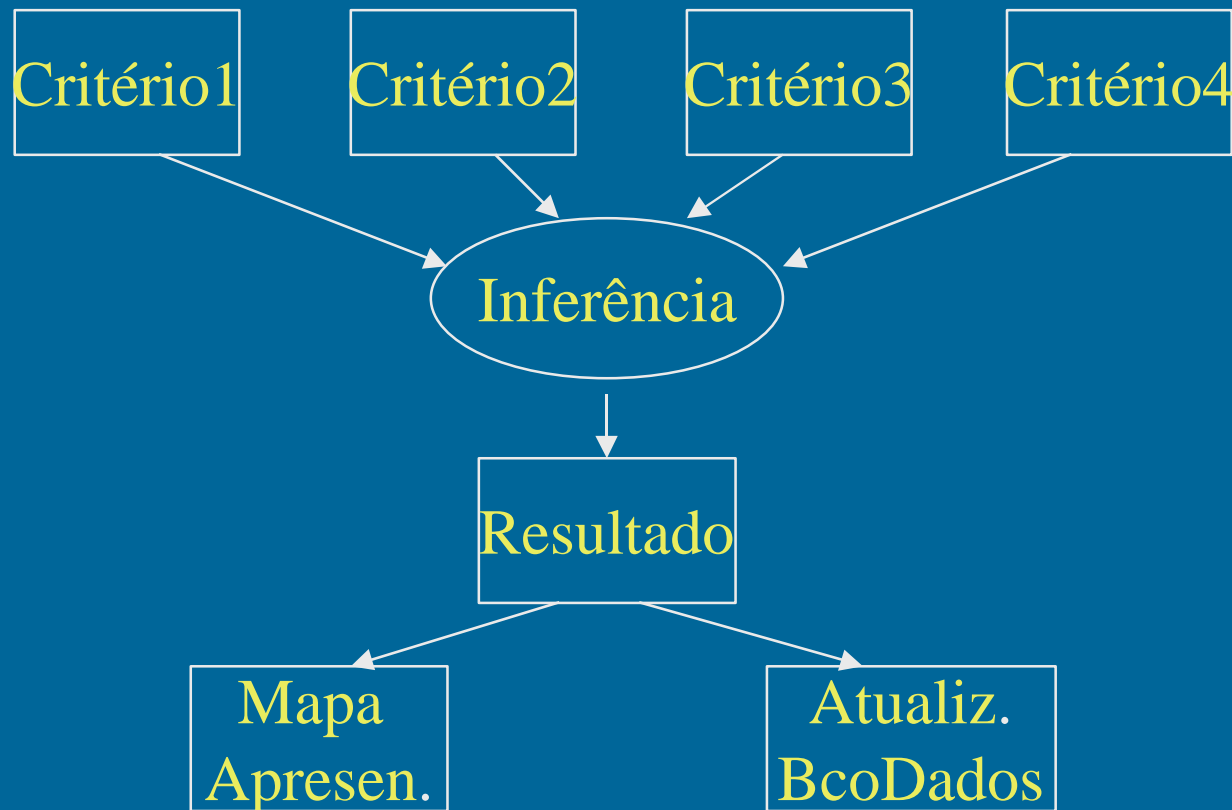 Critério1
Critério2
Critério3
Critério4
Inferência
Resultado
Mapa
Apresen.
Atualiz.
BcoDados